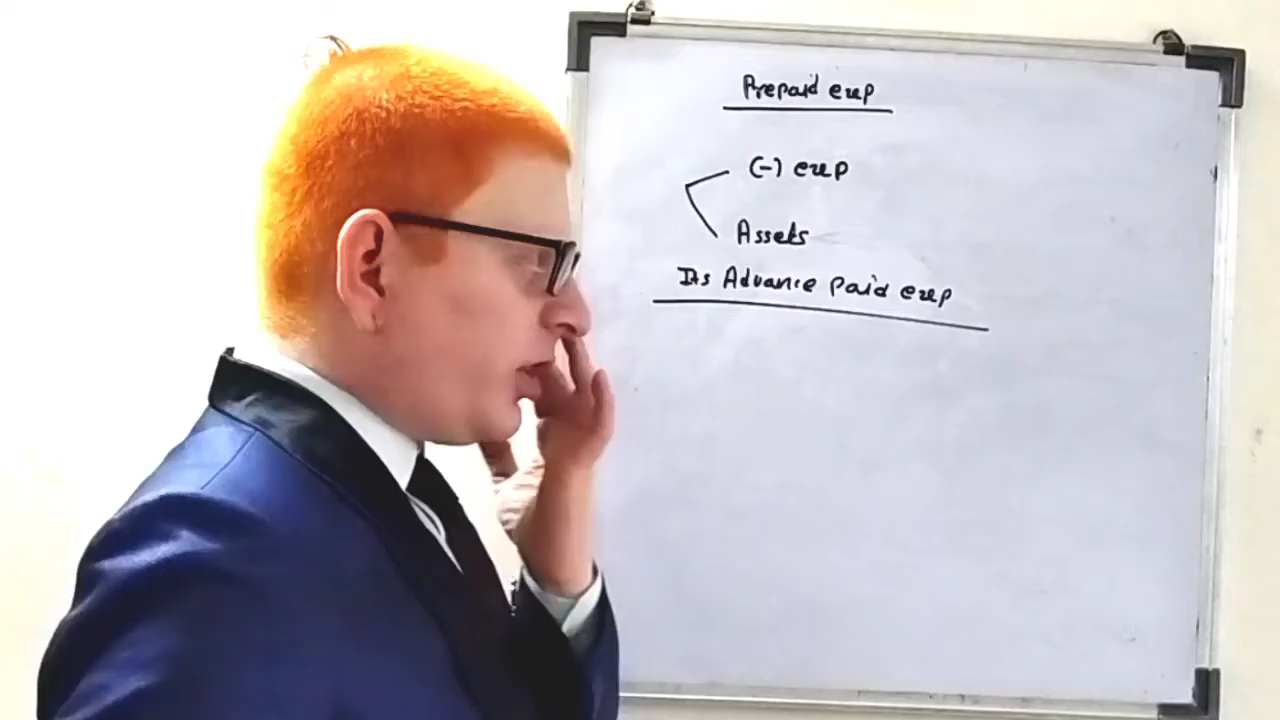 Prepaid exp
(-) exp
Assets
Its Advance paid exp